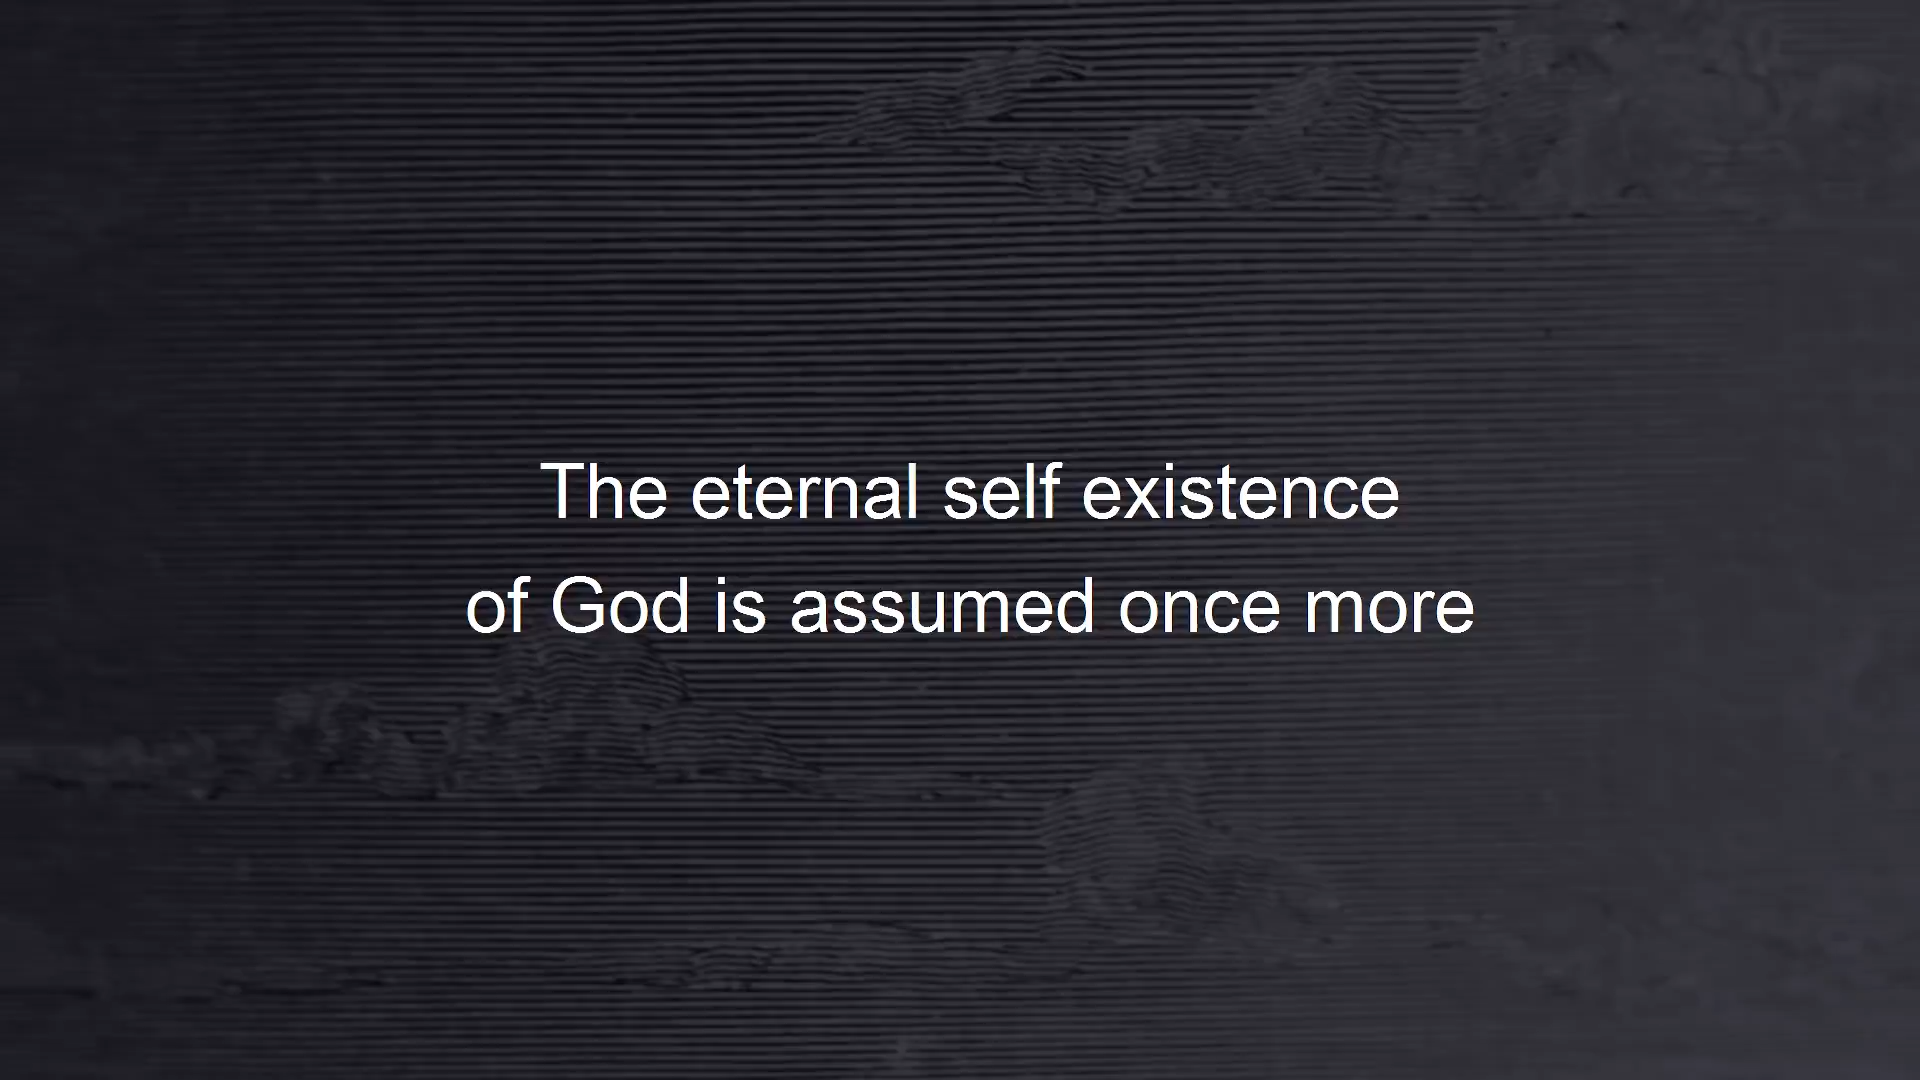 The eternal self existence
of God is assumed once more